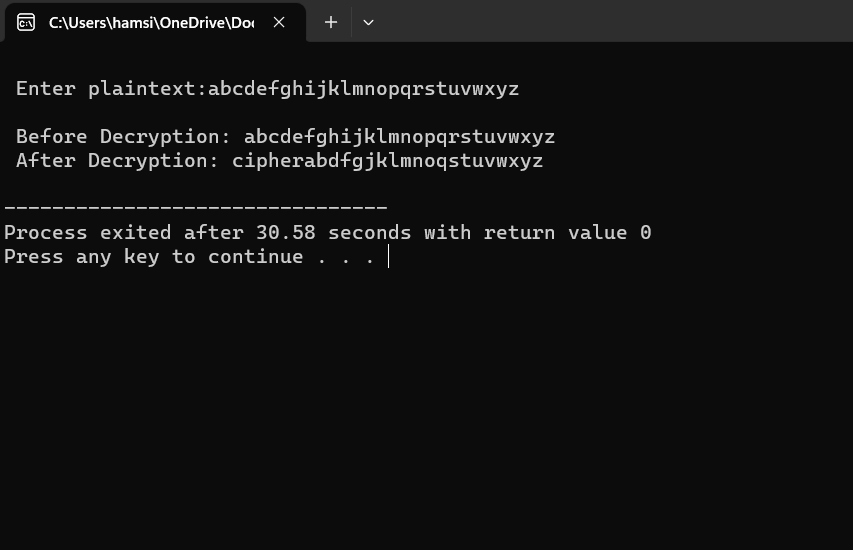 C:\Users\hamsi\OneDrive\Doc
Enter plaintext:abcdefghijklmnopqrstuvwxyz
Before Decryption: abcdefghijklmnopqrstuvwxyz
After Decryption: cipherabdfgjklmnoqstuvwxyz
--------------------------------
Process exited after 30.58 seconds with return value 0
Press any key to continue . . .